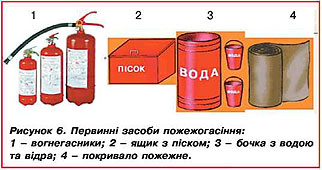 1 2 3 4
ПІСОК
ВОДА
Рисунок 6. Первинні засоби пожежогасіння:
1 – вогнегасники; 2 – ящик з піском; 3 – бочка з водою
та відра; 4 – покривало пожежне.